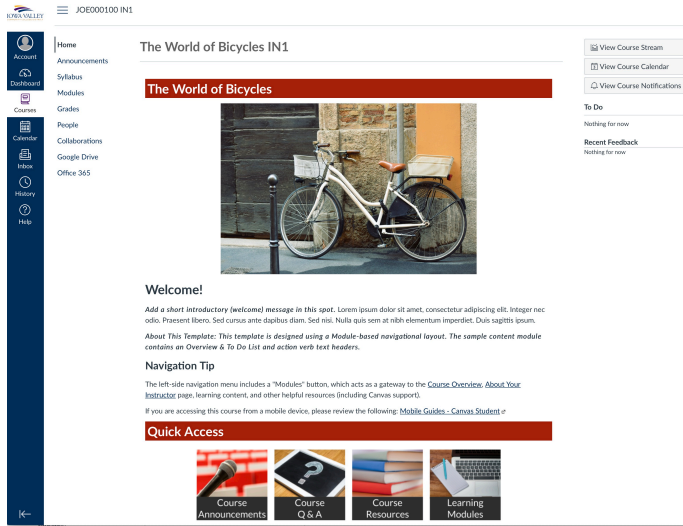 IOWA VALLEY
JOE000100 IN1
Account
Dashboard
Courses
Calendar
Inbox
History
Help
Home
Announcements
Syllabus
Modules
Grades
People
Collaborations
Google Drive
Office 365
The World of Bicycles IN1
The World of Bicycles
Welcome!
Add a short introductory (welcome) message in this spot. Lorem ipsum dolor sit amet, consectetur adipiscing elit. Integer nec
odio. Praesent libero. Sed cursus ante dapibus diam. Sed nisi. Nulla quis sem at nibh elementum imperdiet. Duis sagittis ipsum.
About This Template: This template is designed using a Module-based navigational layout. The sample content module
contains an Overview & To Do List and action verb text headers.
Navigation Tip
The left-side navigation menu includes a "Modules" button, which acts as a gateway to the Course Overview, About Your
Instructor page, learning content, and other helpful resources (including Canvas support).
If you are accessing this course from a mobile device, please review the following: Mobile Guides - Canvas Student
Quick Access
Course
Announcements
Course
Q & A
Course
Resources
Learning
Modules
View Course Stream
View Course Calendar
View Course Notifications
To Do
Nothing for now
Recent Feedback
Nothing for now